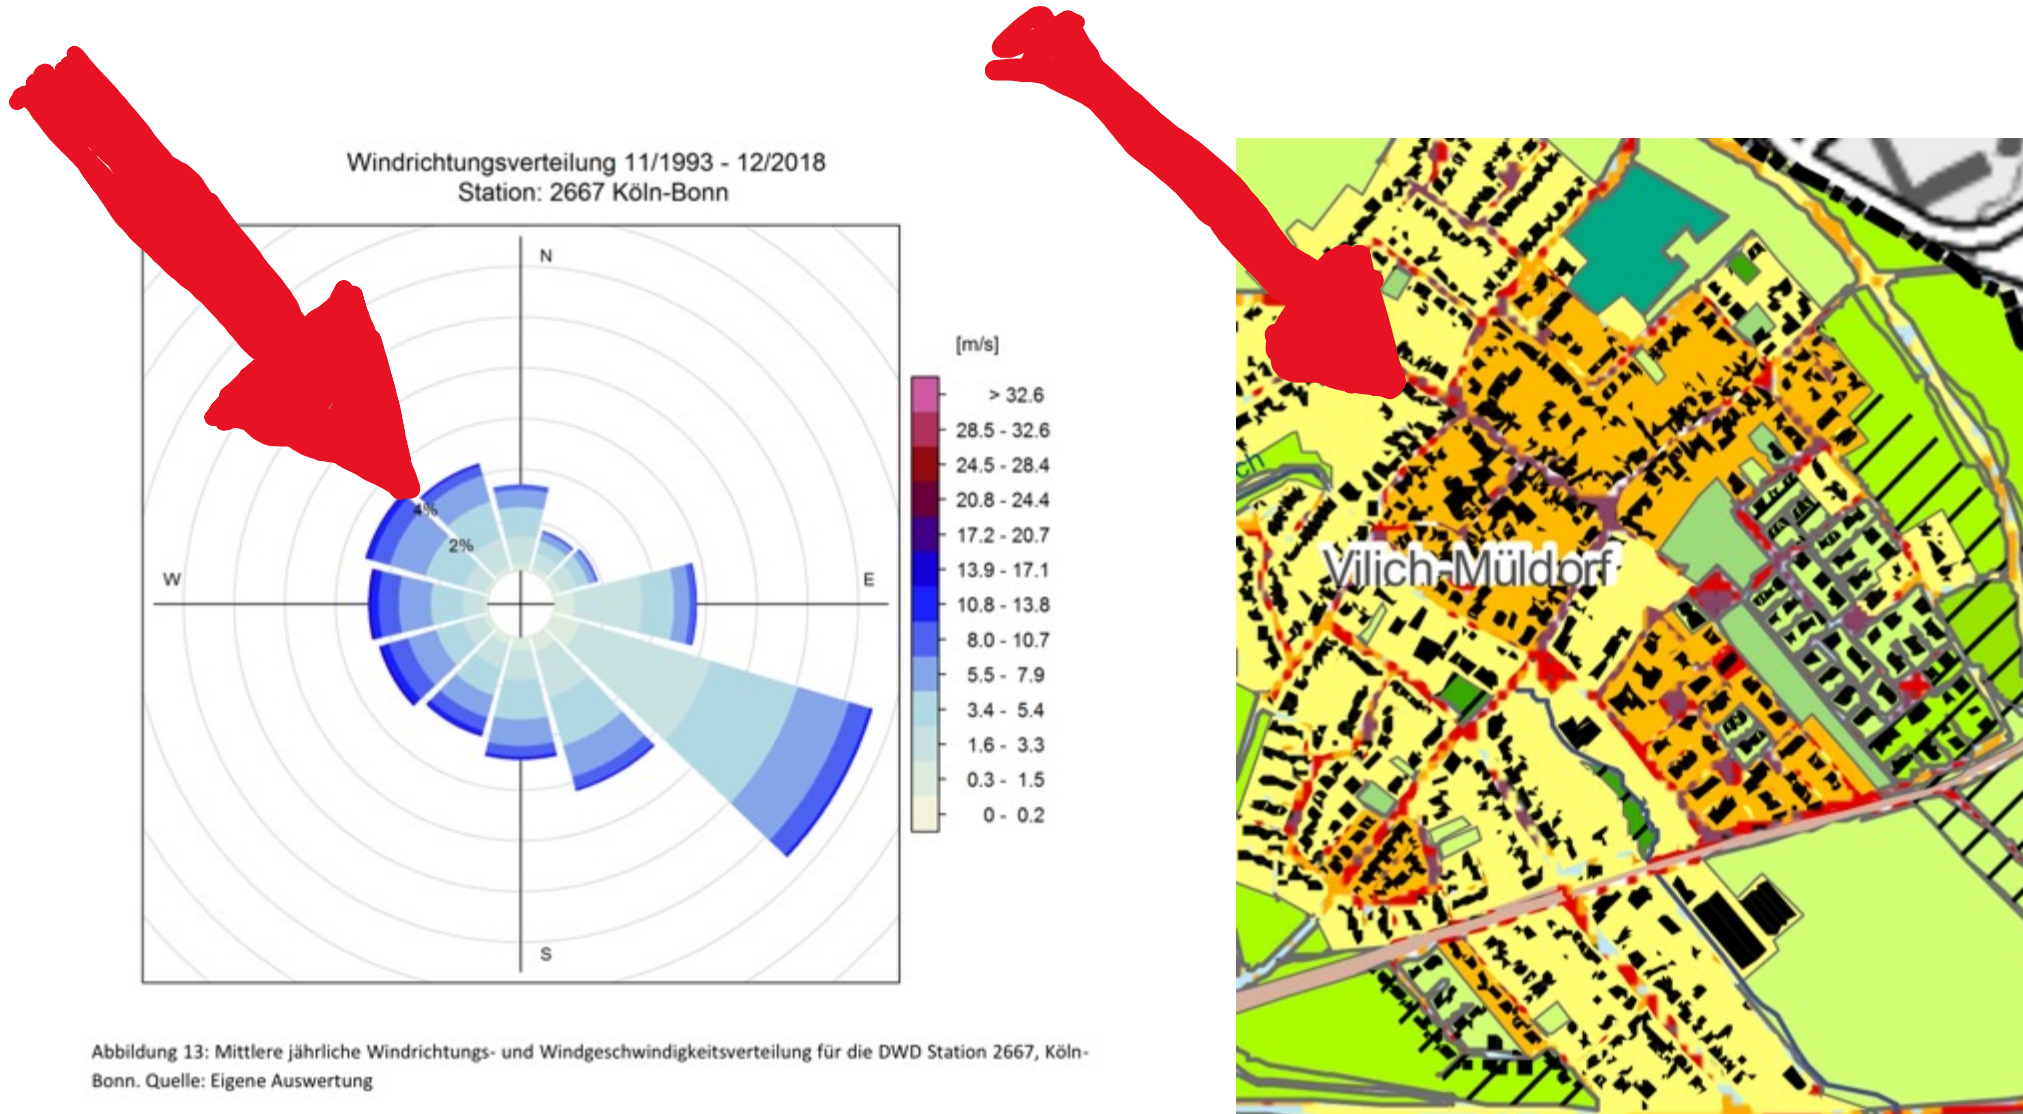 Windrichtungsverteilung 11/1993 - 12/2018
Station: 2667 Köln-Bonn
N
[m/s]
> 32.6
28.5 - 32.6
24.5 - 28.4
20.8 - 24.4
17.2 - 20.7
13.9 - 17.1
10.8 - 13.8
8.0 - 10.7
5.5 - 7.9
3.4 - 5.4
1.6 - 3.3
0.3 - 1.5
0 - 0.2
4%
2%
W
E
S
Abbildung 13: Mittlere jährliche Windrichtungs- und Windgeschwindigkeitsverteilung für die DWD Station 2667, Köln-
Bonn. Quelle: Eigene Auswertung
ch
Vilich-Müldorf